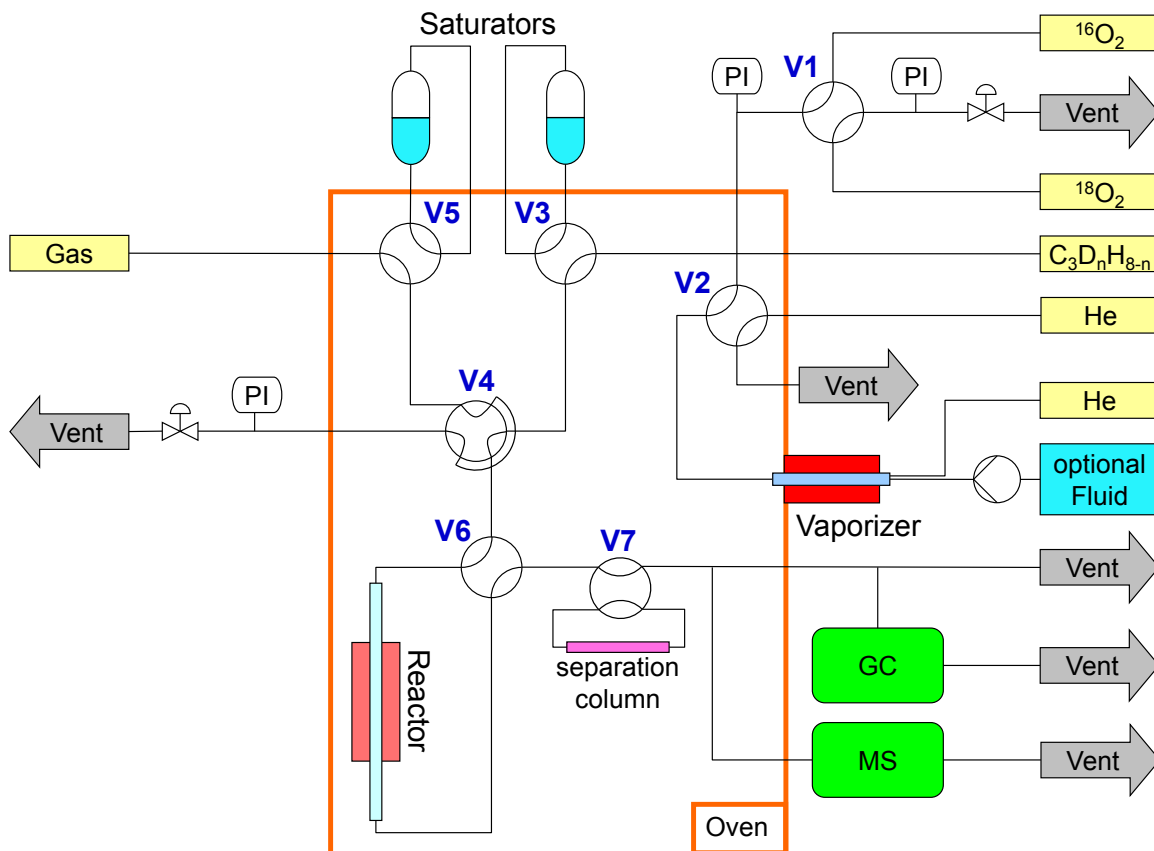 Saturators
¹⁶O₂
PI
V1
PI
Vent
¹⁸O₂
V5
V3
Gas
C₃DₙH₈₋ₙ
V2
He
V4
PI
Vent
Vent
He
optional
Fluid
Vaporizer
V6
V7
Vent
Reactor
separation
column
GC
Vent
MS
Vent
Oven